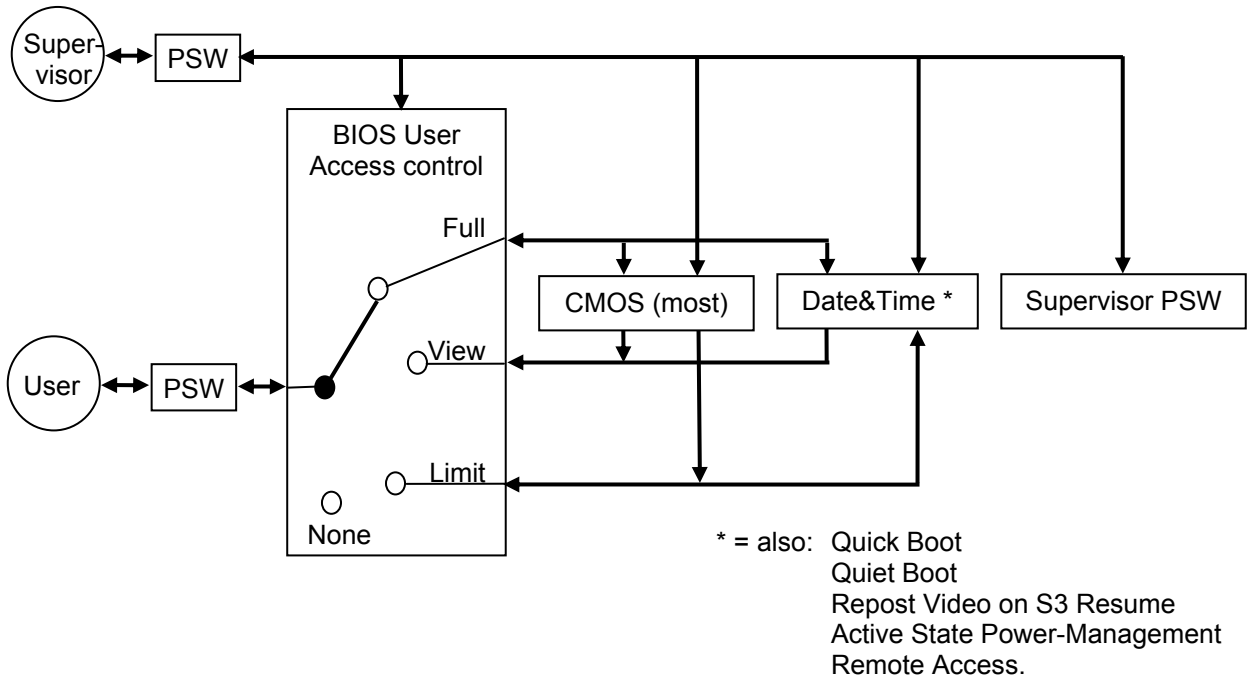 Super-
visor
PSW
BIOS User
Access control
Full
CMOS (most)
Date&Time *
Supervisor PSW
View
User
PSW
Limit
None
* = also: Quick Boot
Quiet Boot
Repost Video on S3 Resume
Active State Power-Management
Remote Access.